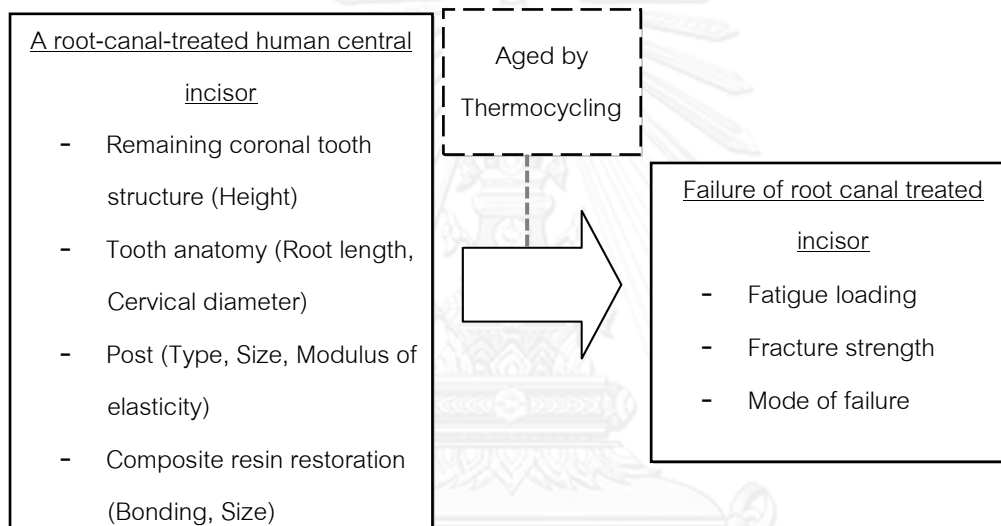 A root-canal-treated human central
incisor
- Remaining coronal tooth
structure (Height)
- Tooth anatomy (Root length,
Cervical diameter)
- Post (Type, Size, Modulus of
elasticity)
- Composite resin restoration
(Bonding, Size)
Aged by
Thermocycling
Failure of root canal treated
incisor
- Fatigue loading
- Fracture strength
- Mode of failure